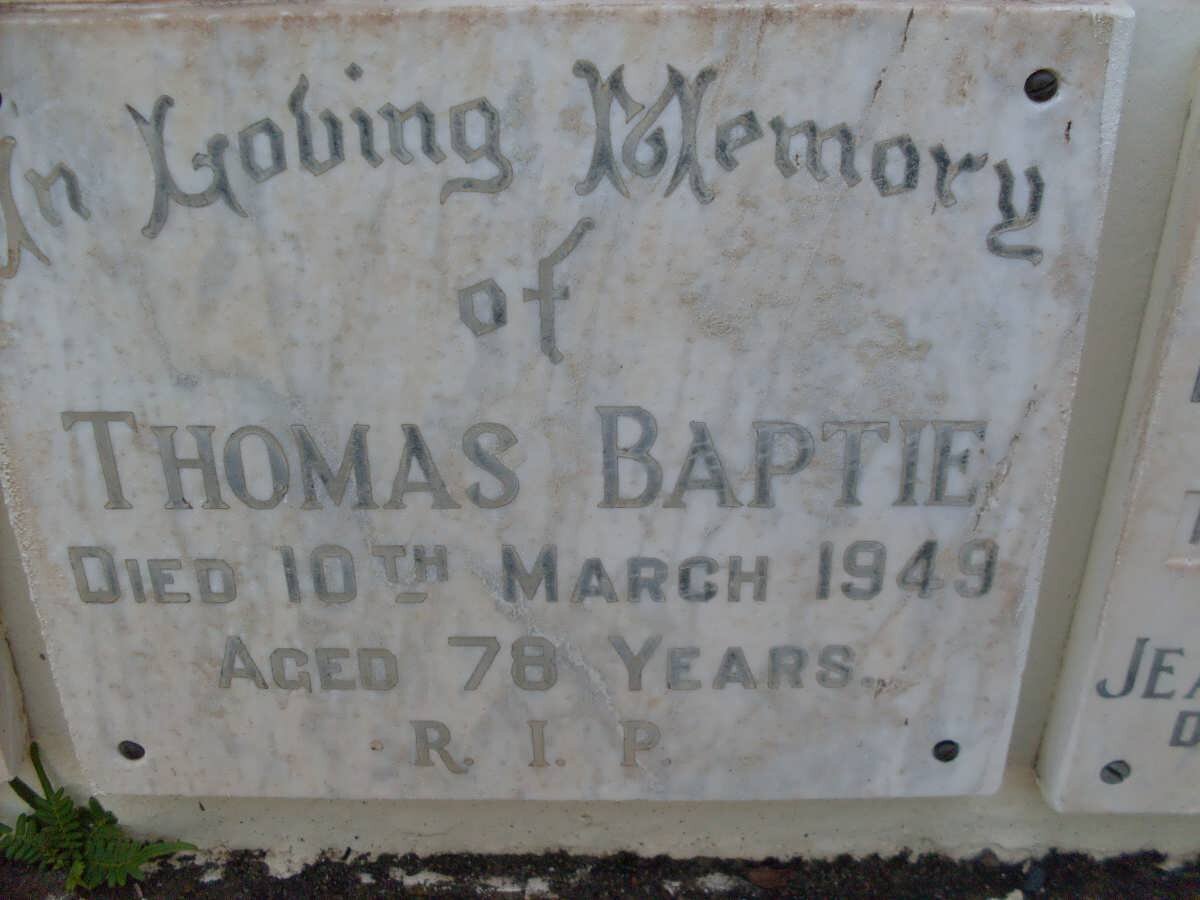 In Loving Memory
of
THOMAS BAPTIE
DIED 10TH MARCH 1949
AGED 78 YEARS.
R. I. P.